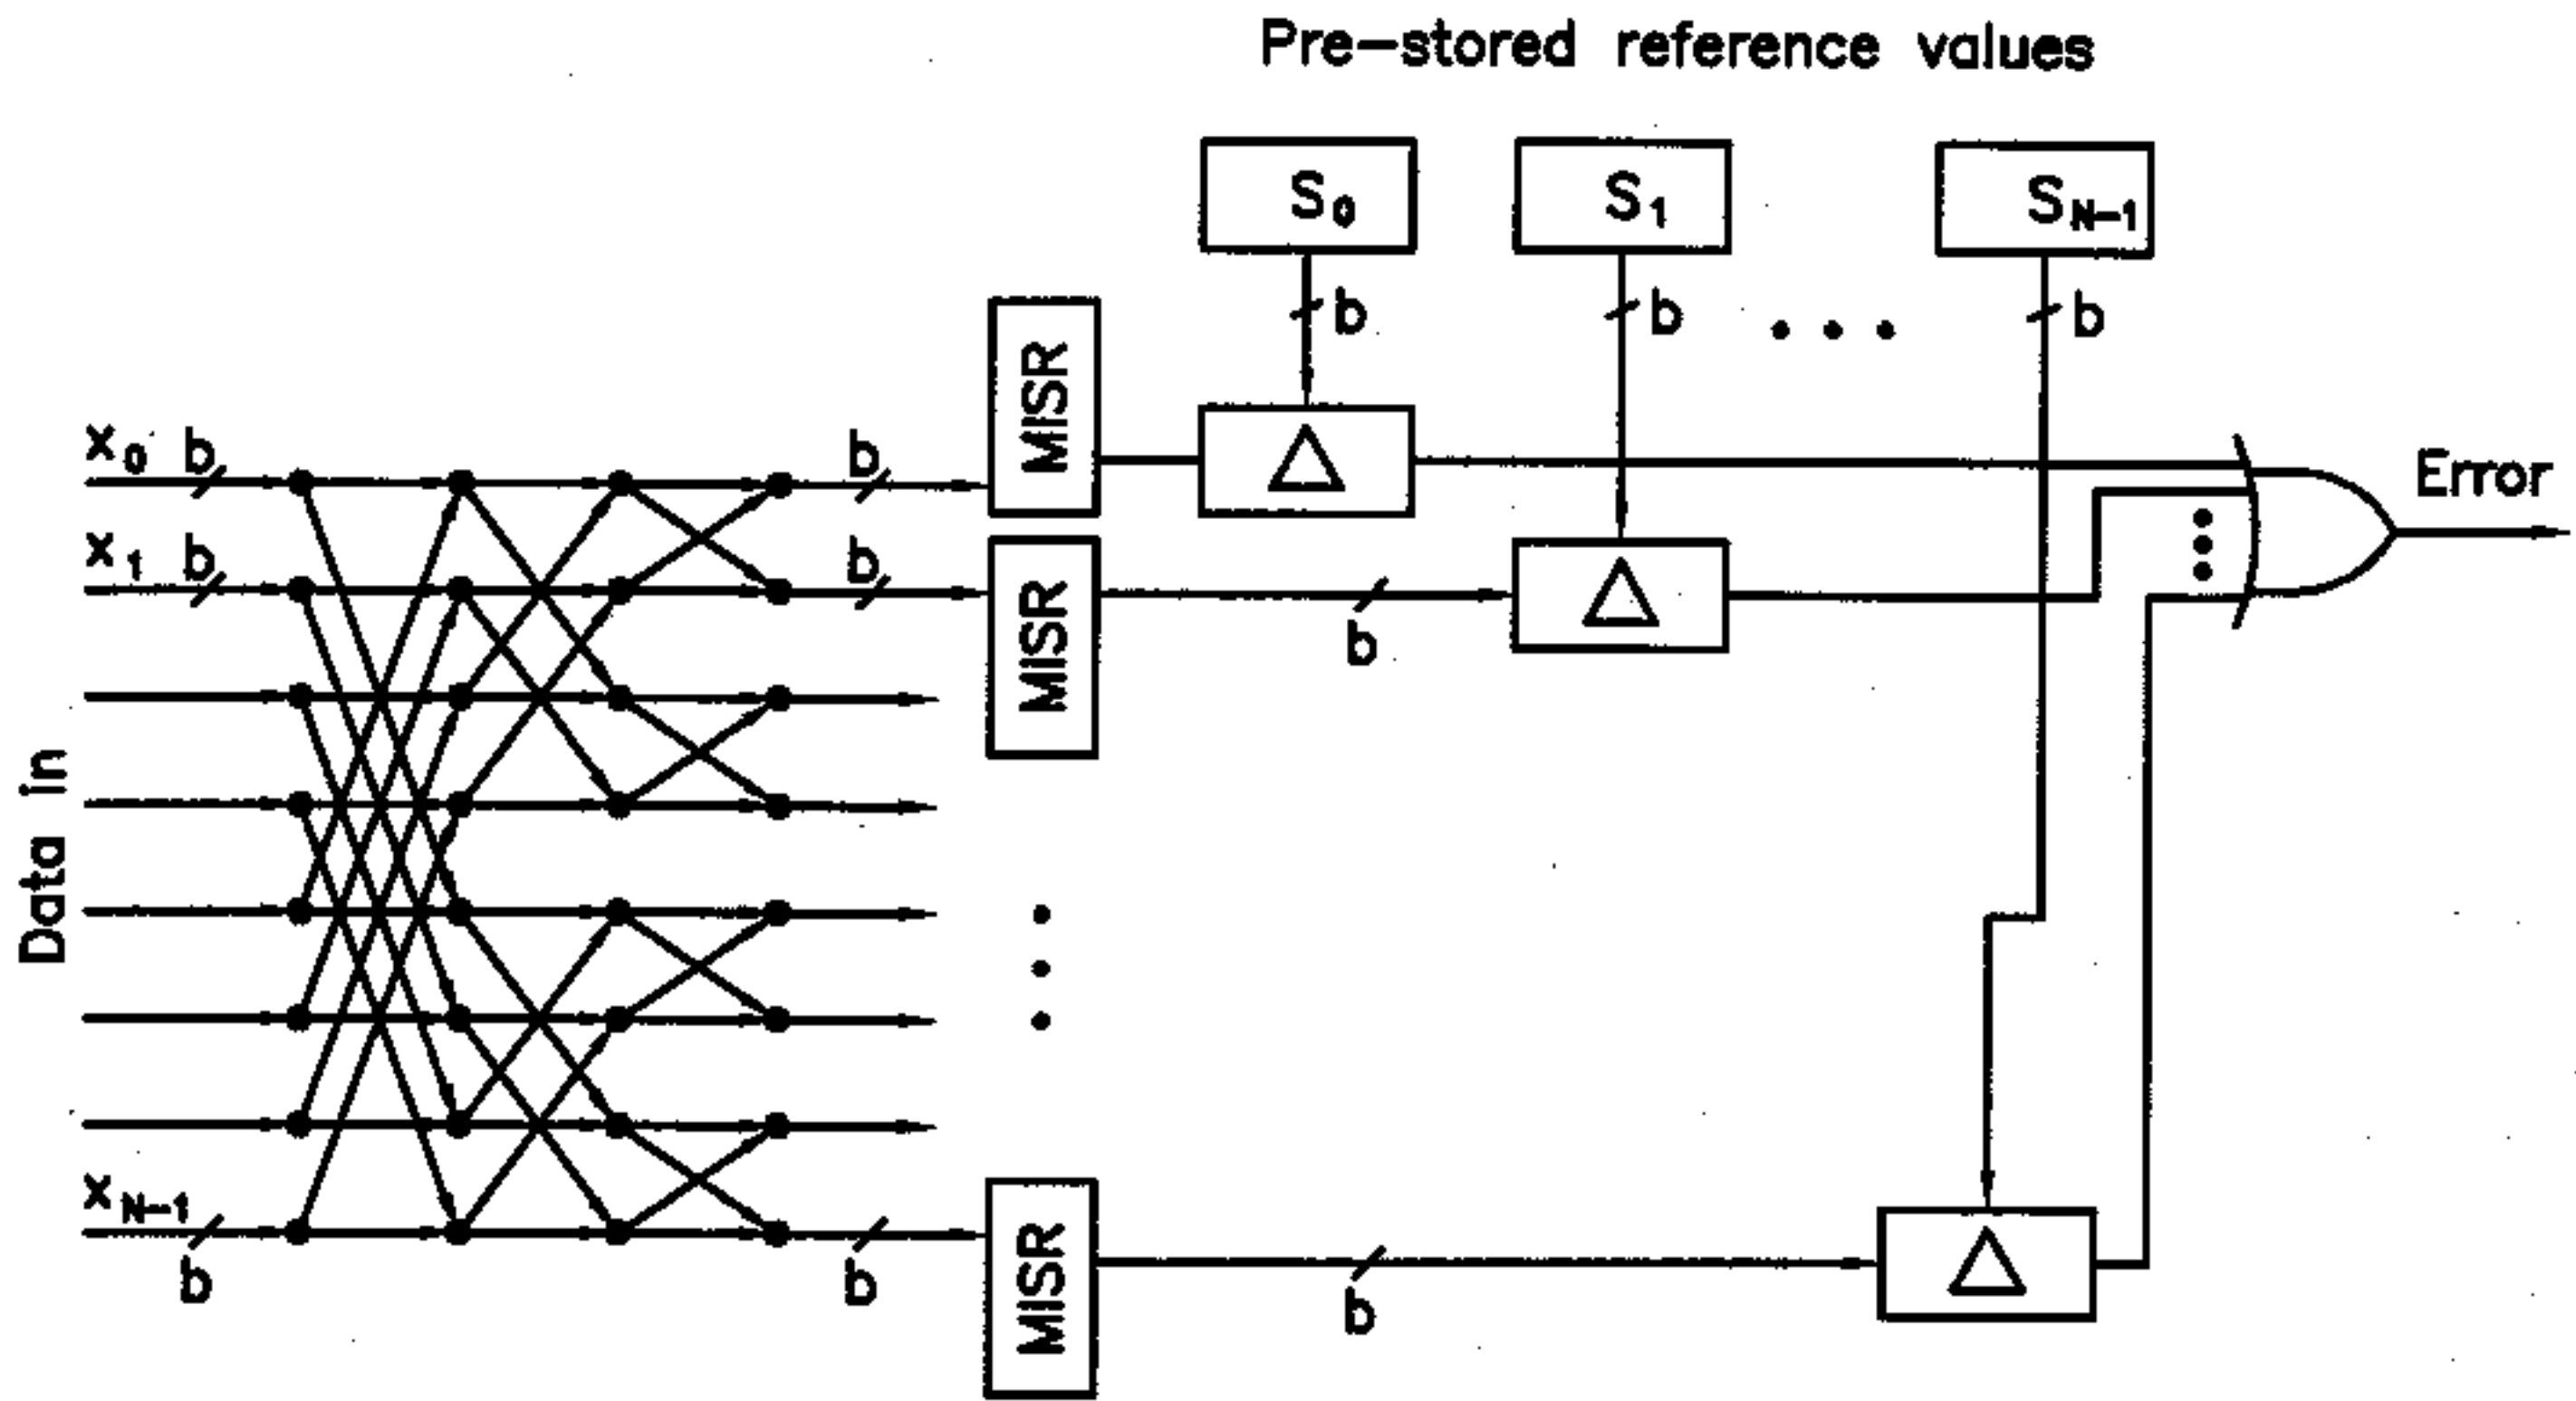 Pre-stored reference values
S0
S1
SN-1
b
b
b
MISR
x0 b
b
Error
x1 b
b
MISR
b
Data in
xN-1
b
b
MISR
b